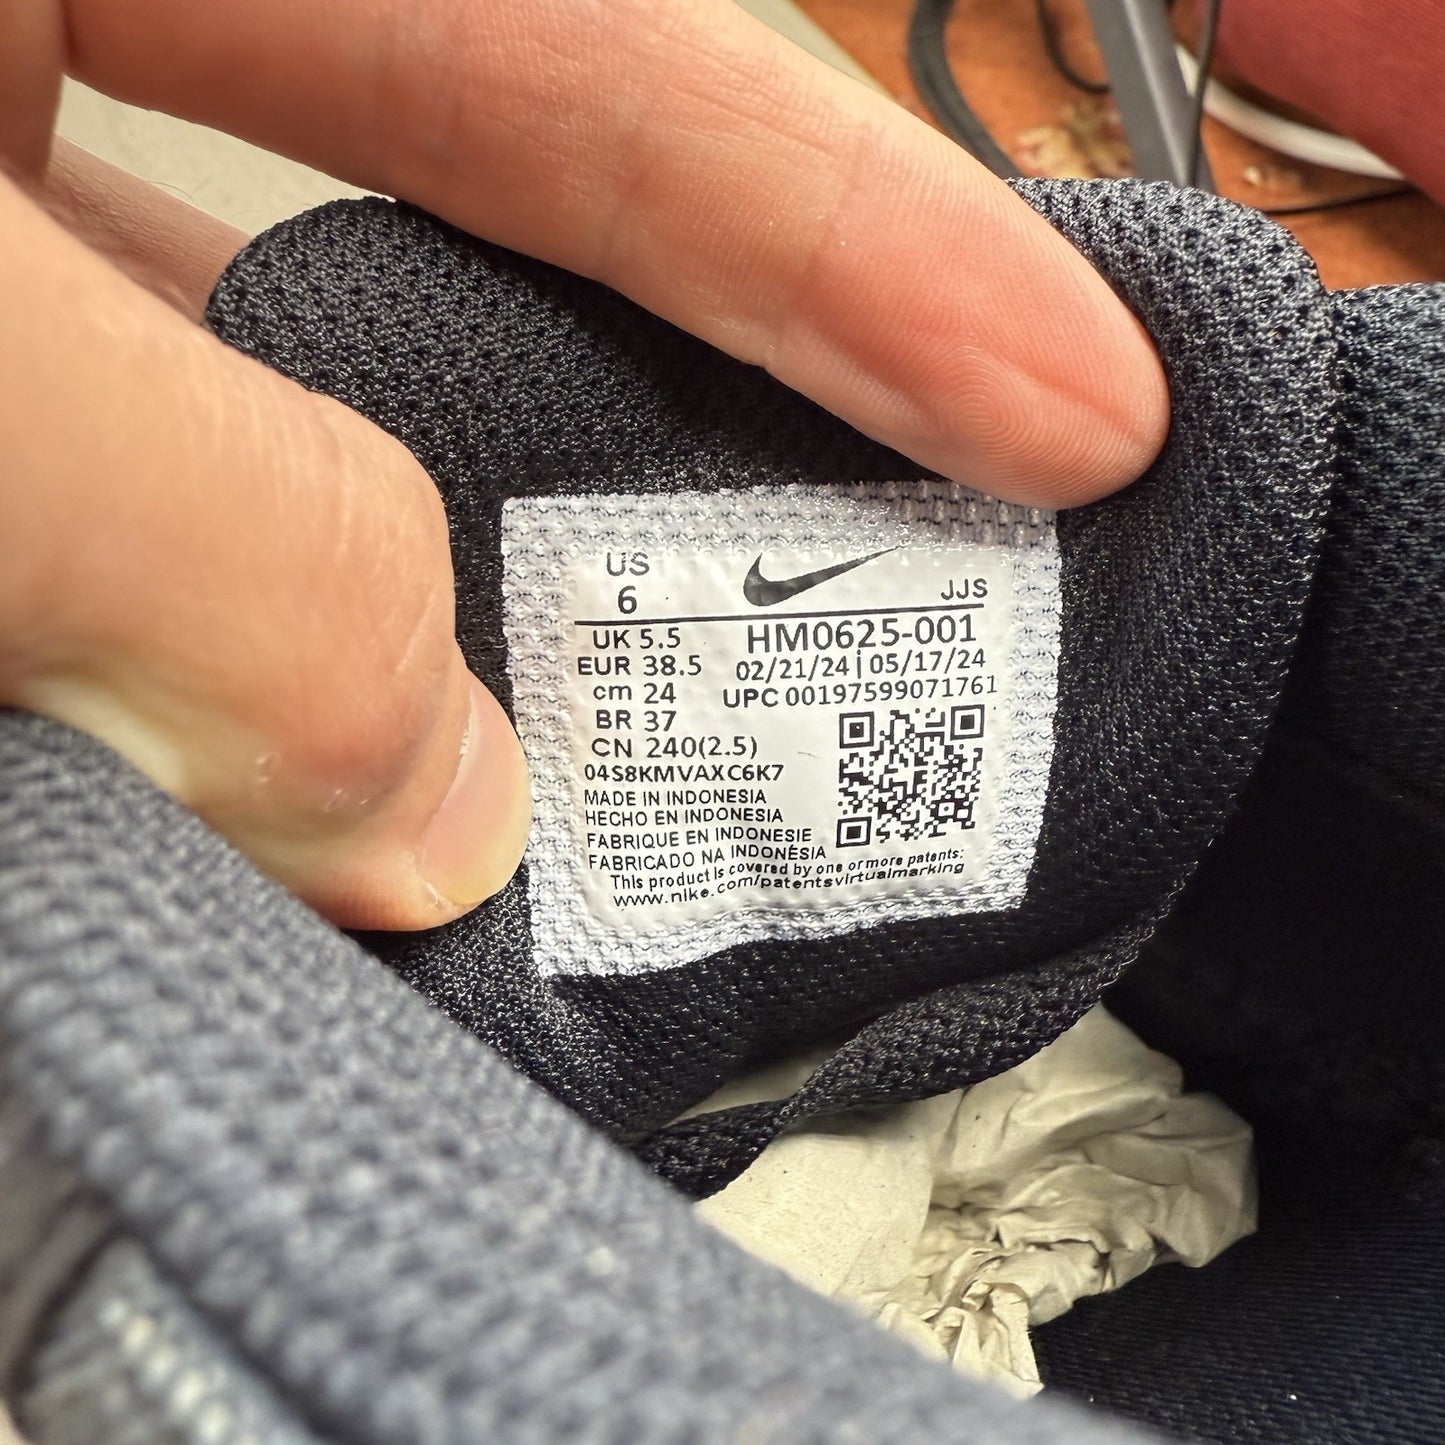 US
6
JJS
UK 5.5
HM0625-001
EUR 38.5
02/21/24|05/17/24
cm 24
UPC 00197599071761
BR 37
CN 240(2.5)
04S8KMVAXC6K7
MADE IN INDONESIA
HECHO EN INDONESIA
FABRIQUE EN INDONESIE
FABRICADO NA INDONÉSIA
This product is covered by one or more patents:
www.nike.com/patentsvirtualmarking